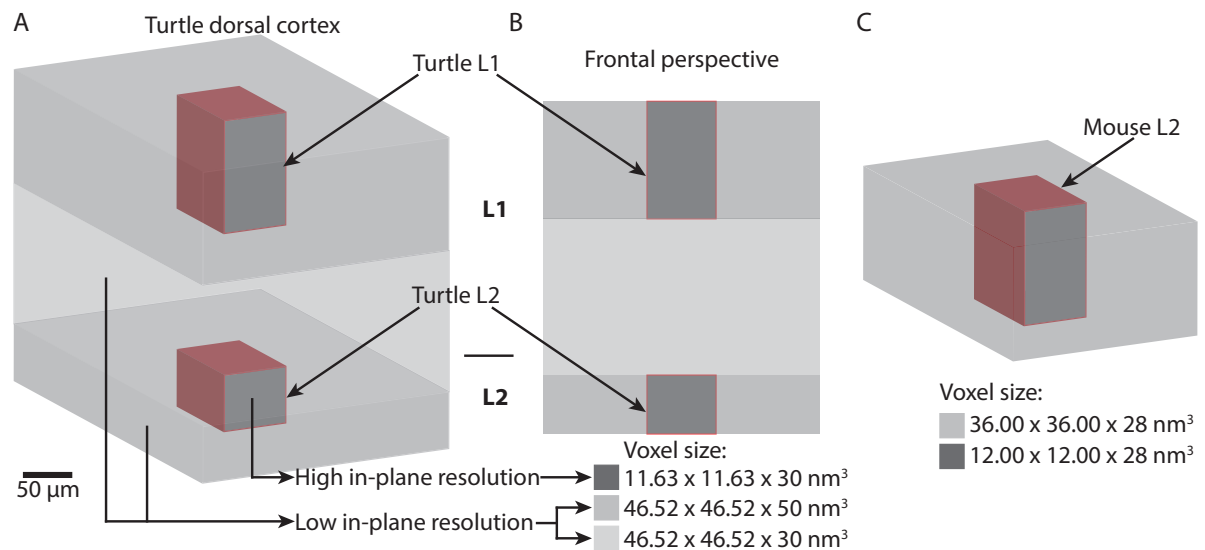 A
Turtle dorsal cortex
Turtle L1
L1
Turtle L2
L2
50 µm
High in-plane resolution
Low in-plane resolution
B
Frontal perspective
Voxel size:
11.63 x 11.63 x 30 nm³
46.52 x 46.52 x 50 nm³
46.52 x 46.52 x 30 nm³
C
Mouse L2
Voxel size:
36.00 x 36.00 x 28 nm³
12.00 x 12.00 x 28 nm³